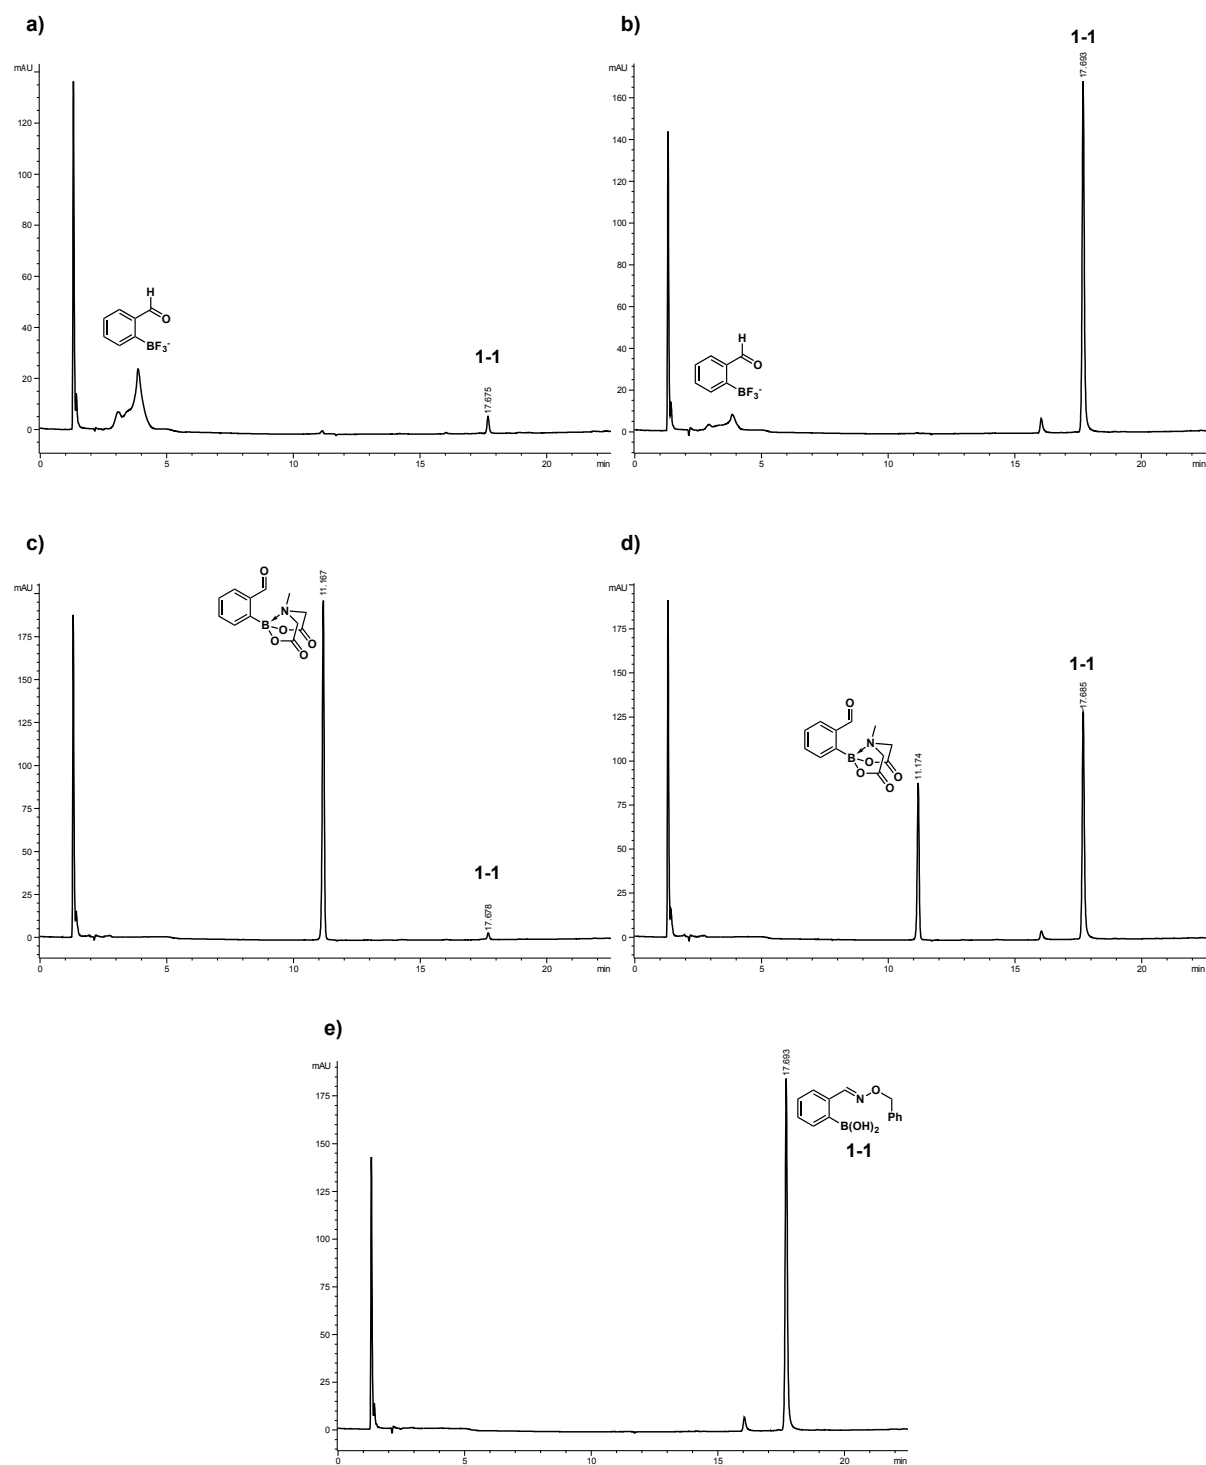 a)
mAU
120
100
80
60
40
20
0
0 5 10 15 20 min
H
O
BF3-
1-1
17.675
b)
1-1
mAU
17.693
160
140
120
100
80
60
40
20
0
0 5 10 15 20 min
H
O
BF3-
c)
mAU
175
150
125
100
75
50
25
0
0 5 10 15 20 min
O
N
B O
O O
O
11.167
1-1
17.678
d)
mAU
175
150
125
100
75
50
25
0
0 5 10 15 20 min
O
N
B O
O O
O
11.174
1-1
17.685
e)
mAU
175
150
125
100
75
50
25
0
0 5 10 15 20 min
17.693
O
N
Ph
B(OH)2
1-1